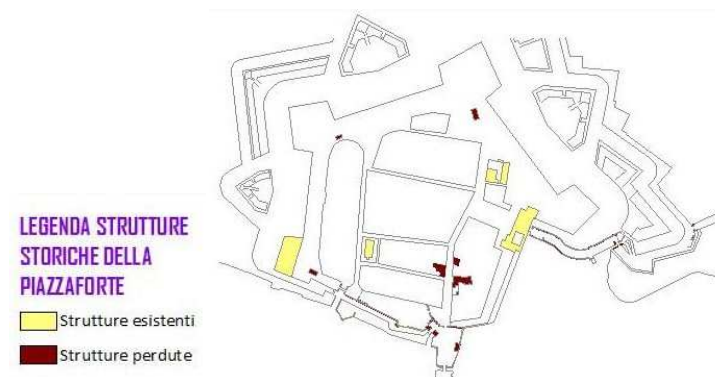 LEGENDA STRUTTURE
STORICHE DELLA
PIAZZAFORTE
Strutture esistenti
Strutture perdute